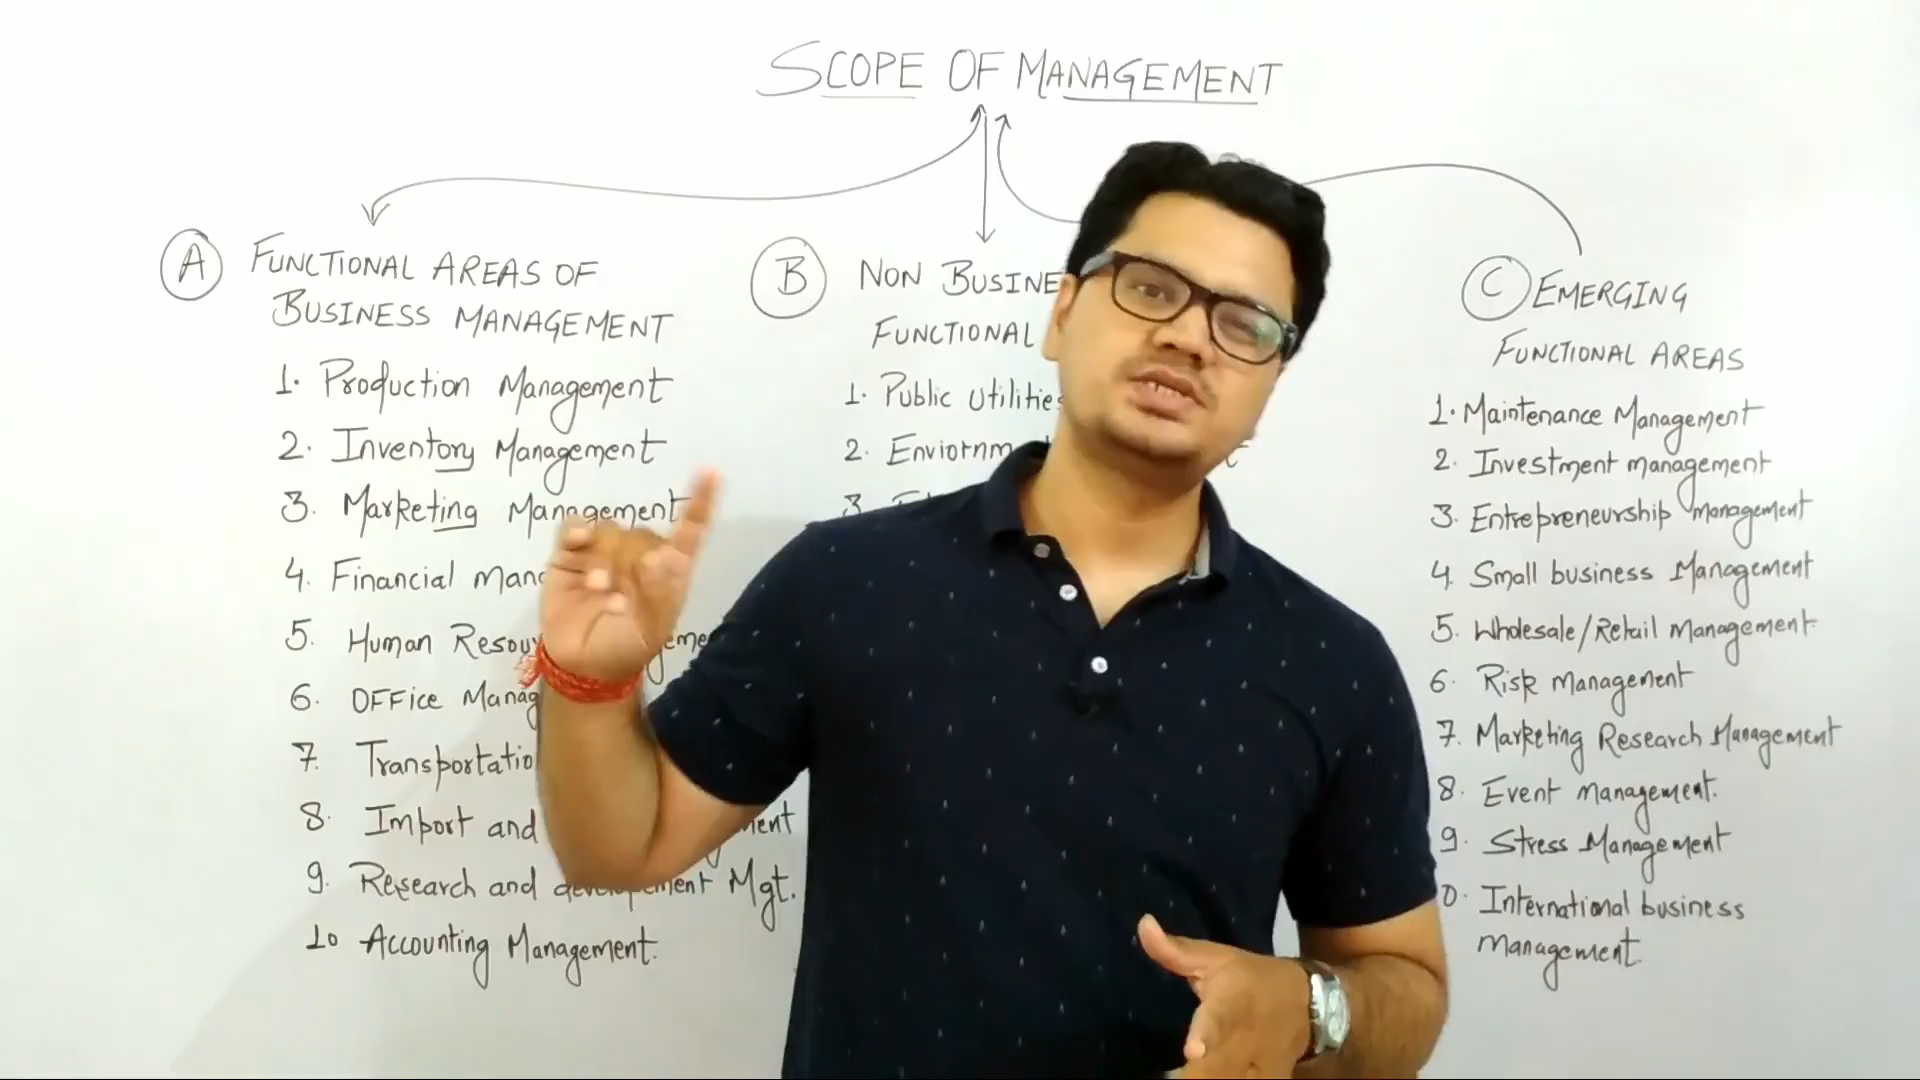 SCOPE OF MANAGEMENT
A FUNCTIONAL AREAS OF
BUSINESS MANAGEMENT
1. Production Management
2. Inventory Management
3. Marketing Management
4. Financial
5. Human
6. OFFice
7.
8. Import and
9. Research and Mgt.
10 Accounting Management.
B NON
FUNCTIONAL
1. Public
2.
3.
C EMERGING
FUNCTIONAL AREAS
1. Maintenance Management
2. Investment management
3. Entrepreneurship management
4. Small business Management
5. Wholesale/Retail Management
6. Risk management
7. Marketing Research Management
8. Event management.
9. Stress Management
0. International business
management